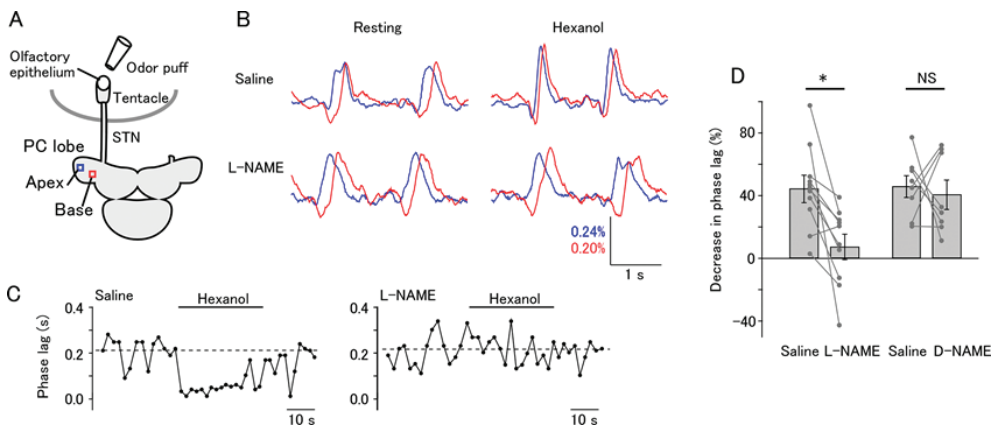 A
Olfactory
epithelium
Odor puff
Tentacle
STN
PC lobe
Apex
Base
B
Resting
Hexanol
Saline
L-NAME
0.24%
0.20%
1 s
C
Saline
Hexanol
Phase lag (s)
0.4
0.2
0.0
10 s
L-NAME
Hexanol
0.4
0.2
0.0
10 s
D
*
NS
Decrease in phase lag (%)
80
40
0
-40
Saline L-NAME
Saline D-NAME